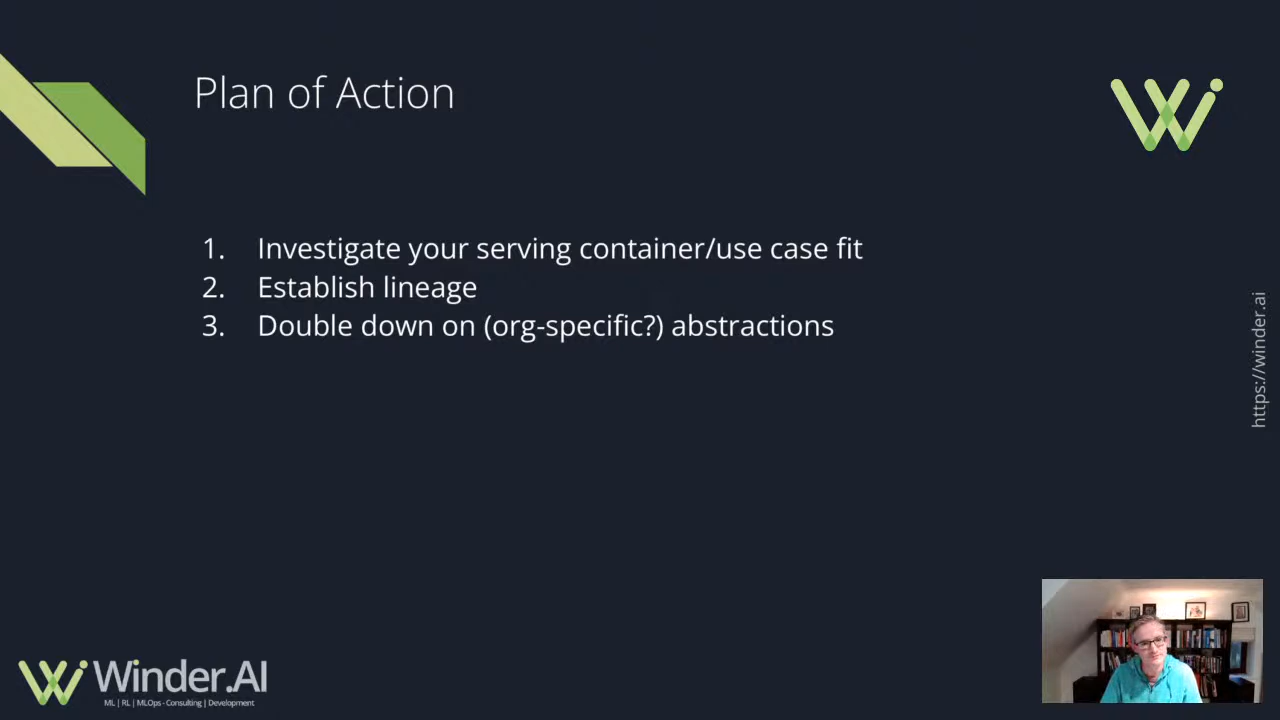 Plan of Action
1. Investigate your serving container/use case fit
2. Establish lineage
3. Double down on (org-specific?) abstractions
https://winder.ai
Winder.AI
ML | RL | MLOps - Consulting | Development